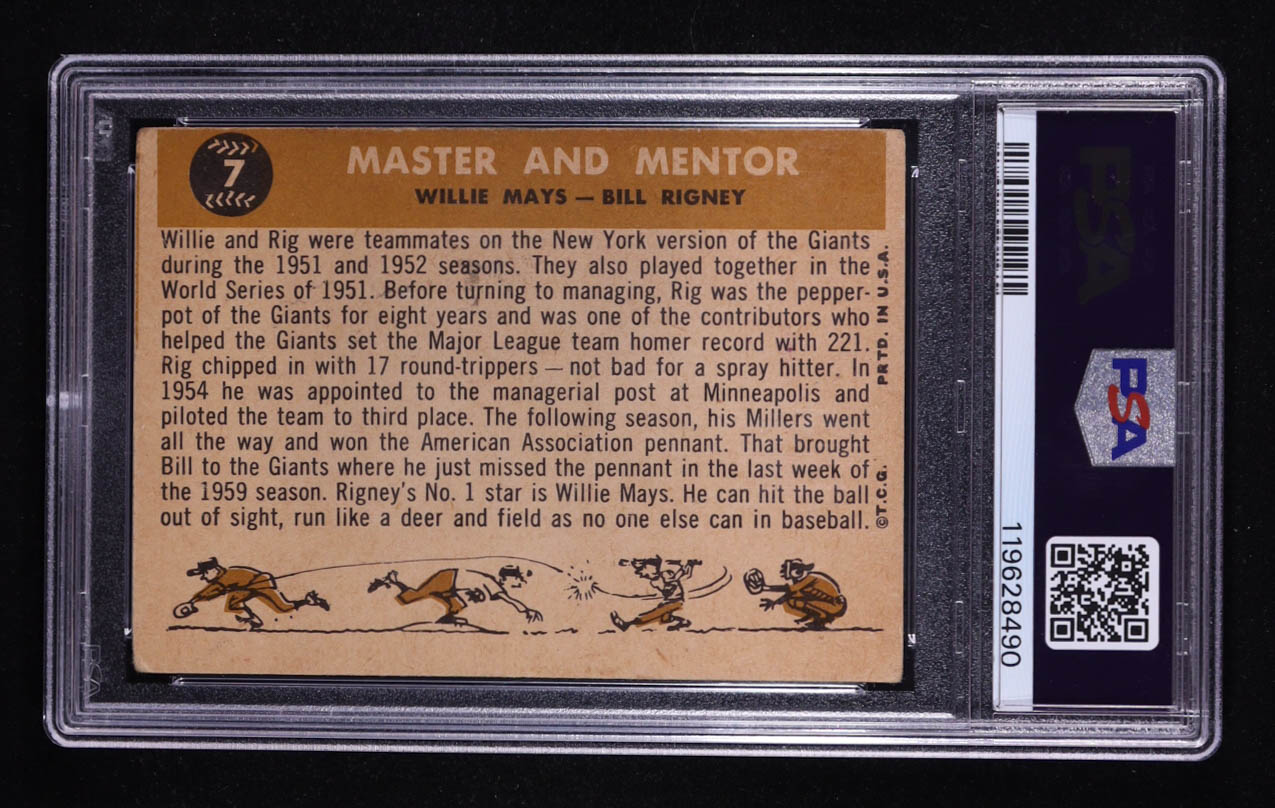 7
MASTER AND MENTOR
WILLIE MAYS — BILL RIGNEY
Willie and Rig were teammates on the New York version of the Giants
during the 1951 and 1952 seasons. They also played together in the
World Series of 1951. Before turning to managing, Rig was the pepper-
pot of the Giants for eight years and was one of the contributors who
helped the Giants set the Major League team homer record with 221.
Rig chipped in with 17 round-trippers — not bad for a spray hitter. In
1954 he was appointed to the managerial post at Minneapolis and
piloted the team to third place. The following season, his Millers went
all the way and won the American Association pennant. That brought
Bill to the Giants where he just missed the pennant in the last week of
the 1959 season. Rigney's No. 1 star is Willie Mays. He can hit the ball
out of sight, run like a deer and field as no one else can in baseball.
©T.C.G. PRTD. IN U.S.A.
PSA
PSA
119628490
PSA